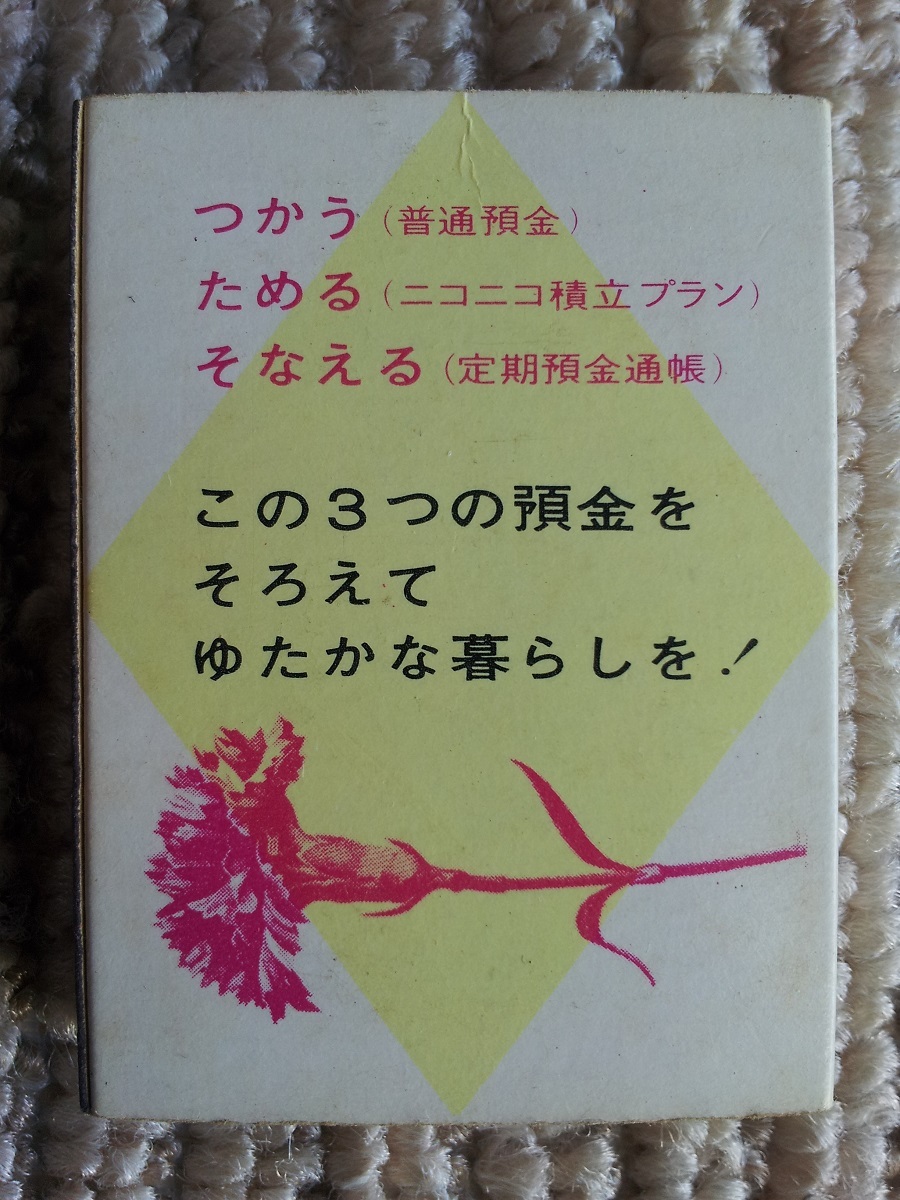 つかう（普通預金）
ためる（ニコニコ積立プラン）
そなえる（定期預金通帳）
この3つの預金を
そろえて
ゆたかな暮らしを！